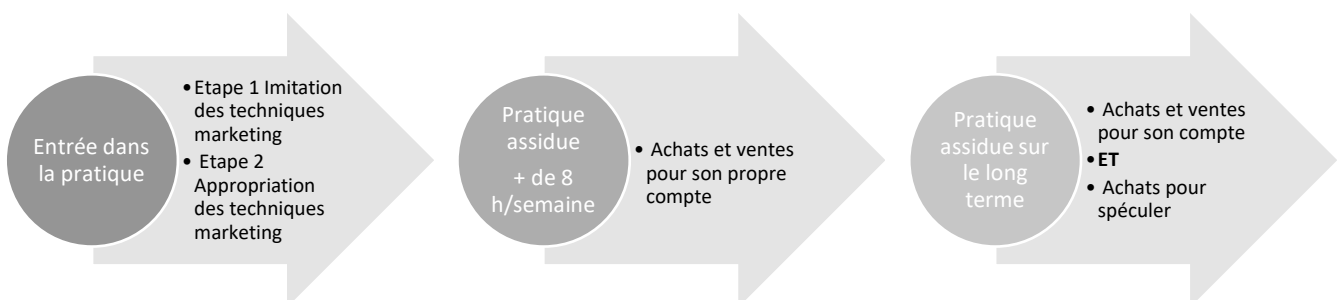 Entrée dans
la pratique
•Etape 1 Imitation
des techniques
marketing
• Etape 2
Appropriation
des techniques
marketing
Pratique
assidue
+ de 8
h/semaine
• Achats et ventes
pour son propre
compte
Pratique
assidue sur
le long
terme
• Achats et ventes
pour son compte
•ET
• Achats pour
spéculer